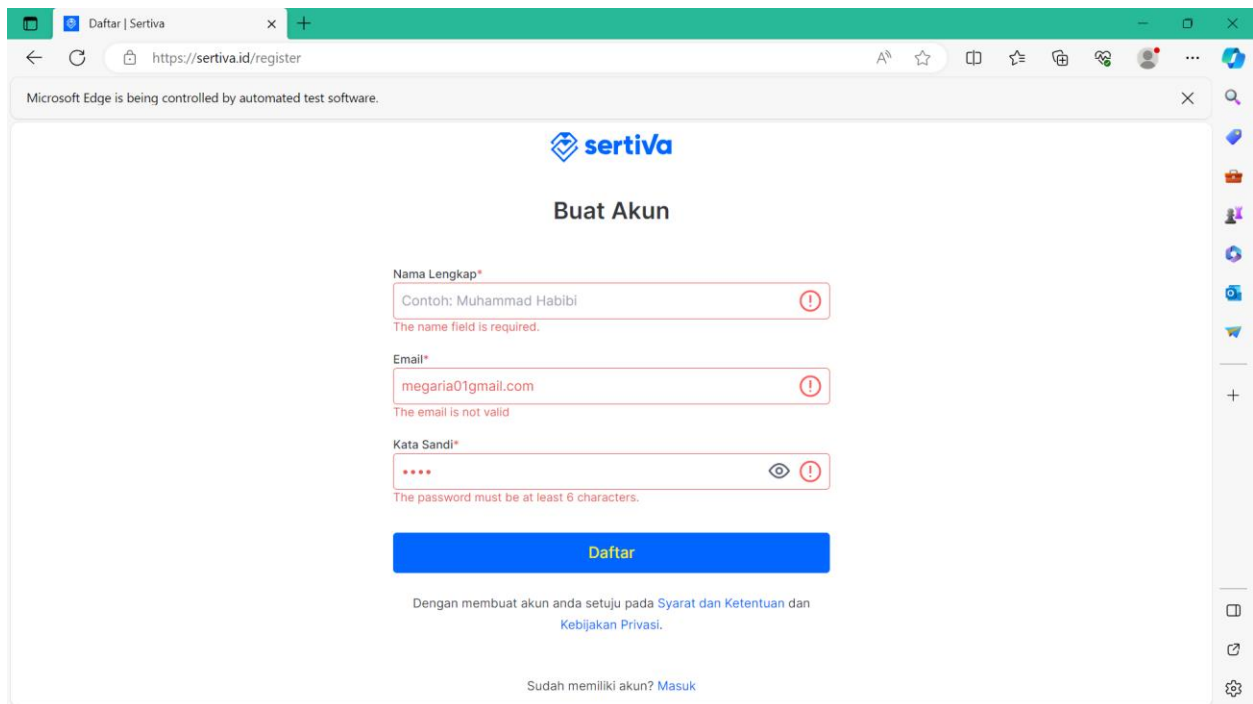 Daftar | Sertiva
https://sertiva.id/register
Microsoft Edge is being controlled by automated test software.
sertiva
Buat Akun
Nama Lengkap*
Contoh: Muhammad Habibi
The name field is required.
Email*
megaria01gmail.com
The email is not valid
Kata Sandi*
••••
The password must be at least 6 characters.
Daftar
Dengan membuat akun anda setuju pada Syarat dan Ketentuan dan
Kebijakan Privasi.
Sudah memiliki akun? Masuk